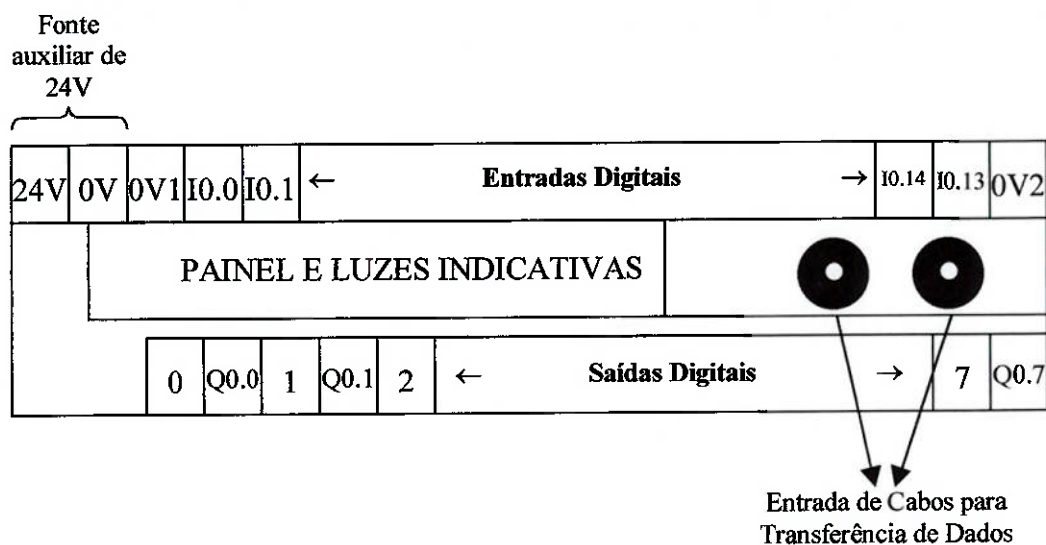 Fonte
auxiliar de
24V
24V 0V 0V1 I0.0 I0.1 ← Entradas Digitais → I0.14 I0.13 0V2
PAINEL E LUZES INDICATIVAS
0 Q0.0 1 Q0.1 2 ← Saídas Digitais → 7 Q0.7
Entrada de Cabos para
Transferência de Dados